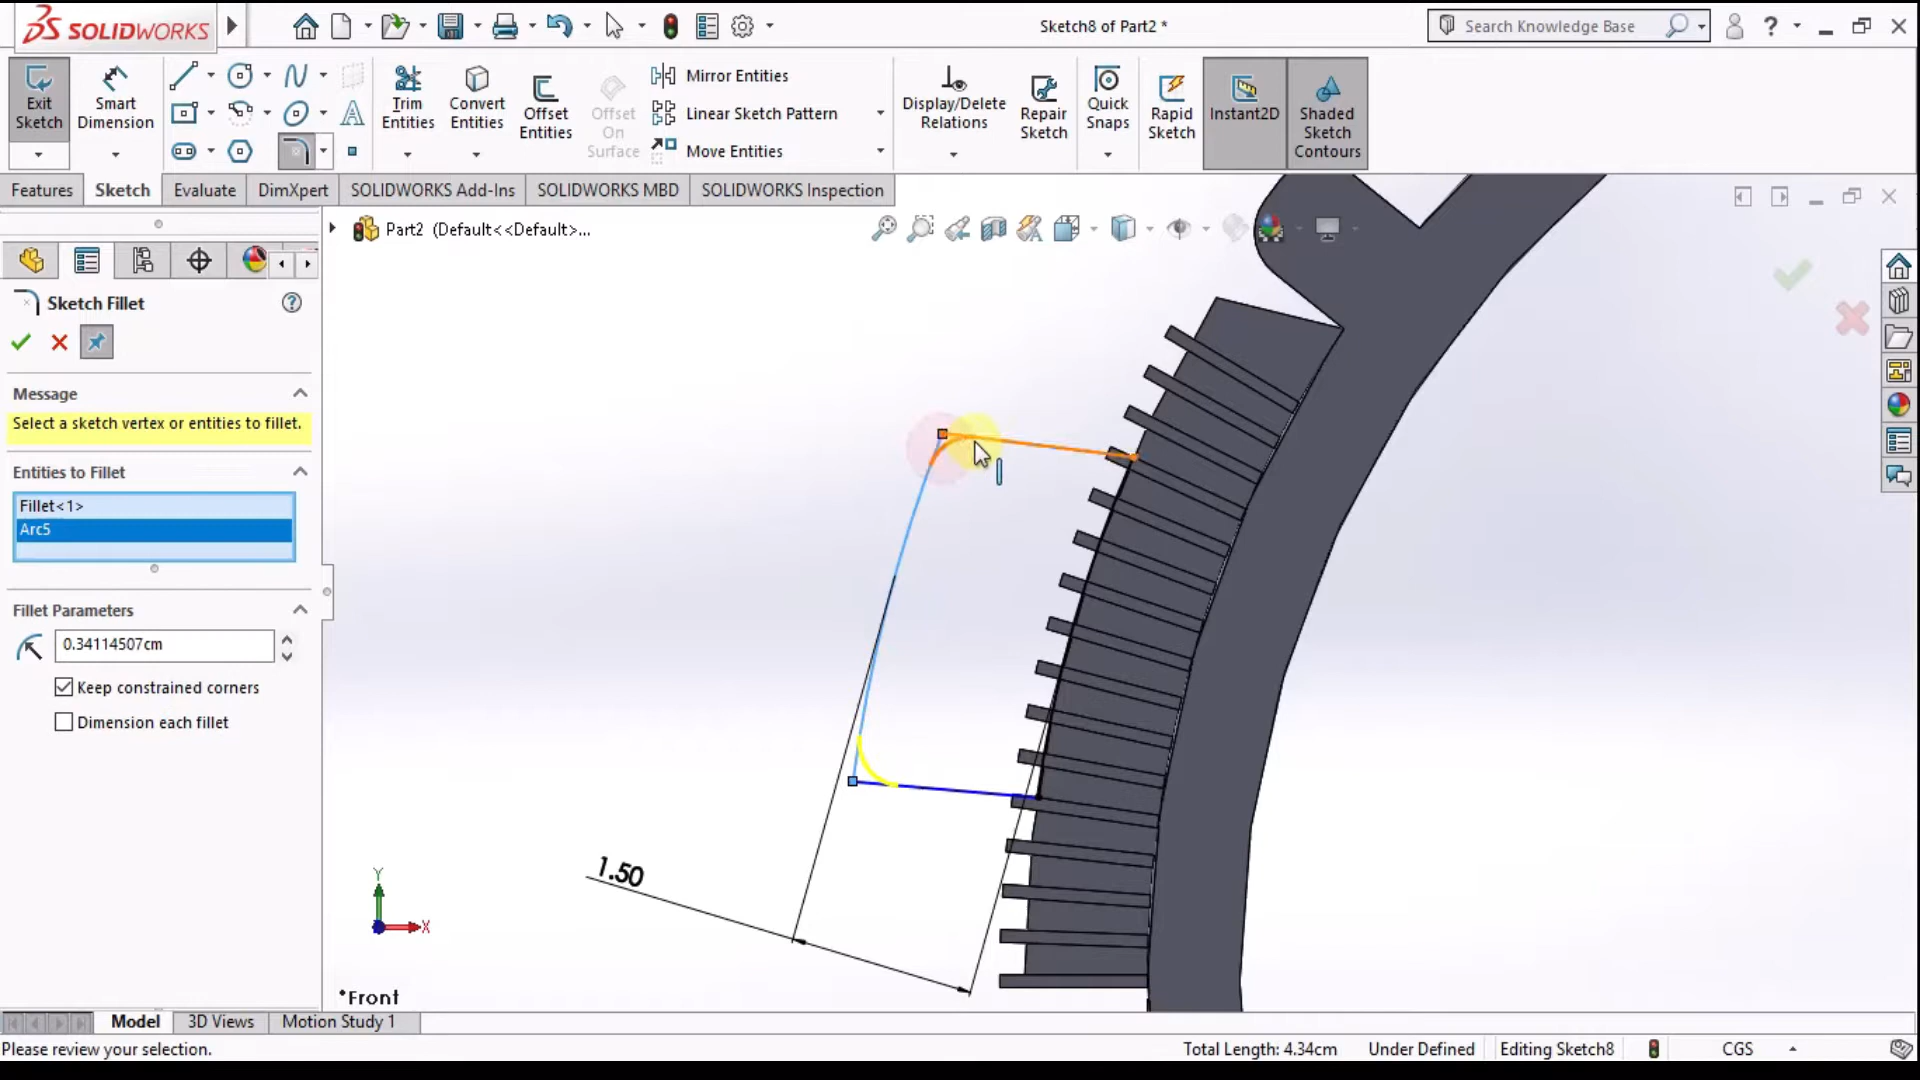 SOLIDWORKS
Sketch8 of Part2 *
Search Knowledge Base
?
Exit Sketch
Smart Dimension
Trim Entities
Convert Entities
Offset Entities
Offset On Surface
Mirror Entities
Linear Sketch Pattern
Move Entities
Display/Delete Relations
Repair Sketch
Quick Snaps
Rapid Sketch
Instant2D
Shaded Sketch Contours
Features
Sketch
Evaluate
DimXpert
SOLIDWORKS Add-Ins
SOLIDWORKS MBD
SOLIDWORKS Inspection
Part2 (Default<<Default>...
Sketch Fillet
?
Message
Select a sketch vertex or entities to fillet.
Entities to Fillet
Fillet<1>
Arc5
Fillet Parameters
0.34114507cm
Keep constrained corners
Dimension each fillet
1.50
Y
X
*Front
Model
3D Views
Motion Study 1
Please review your selection.
Total Length: 4.34cm
Under Defined
Editing Sketch8
CGS